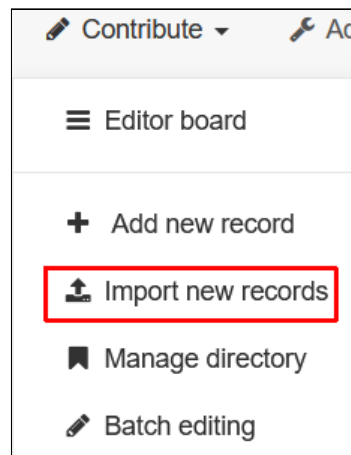 Contribute
Editor board
Add new record
Import new records
Manage directory
Batch editing